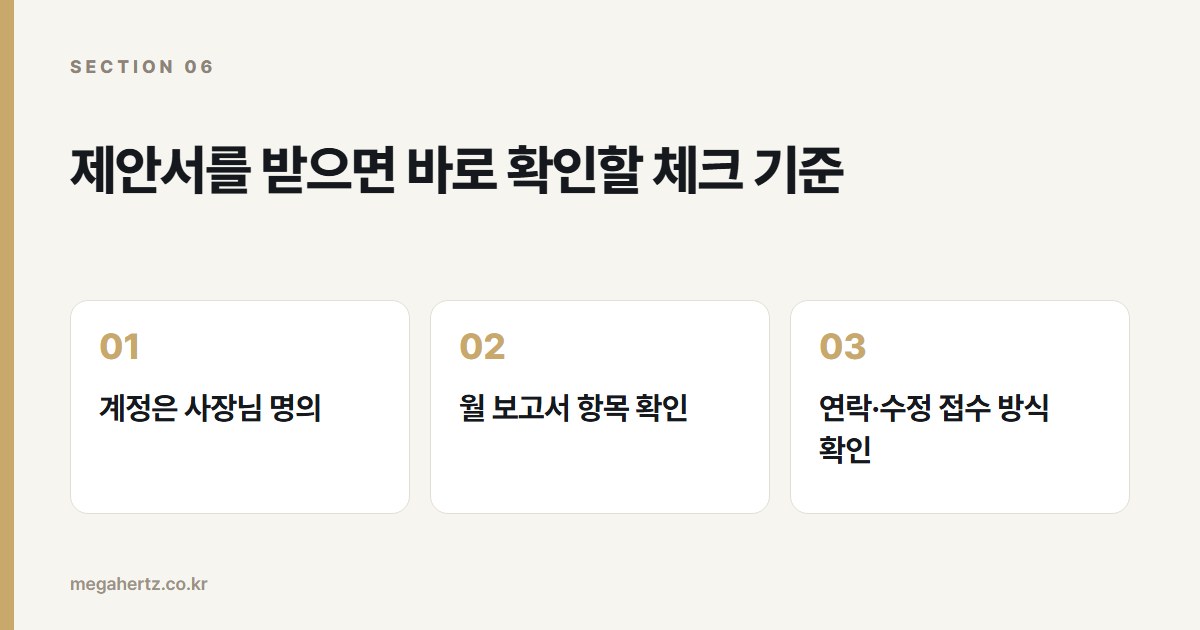 SECTION 06
제안서를 받으면 바로 확인할 체크 기준
01
계정은 사장님 명의
02
월 보고서 항목 확인
03
연락·수정 접수 방식
확인
megahertz.co.kr